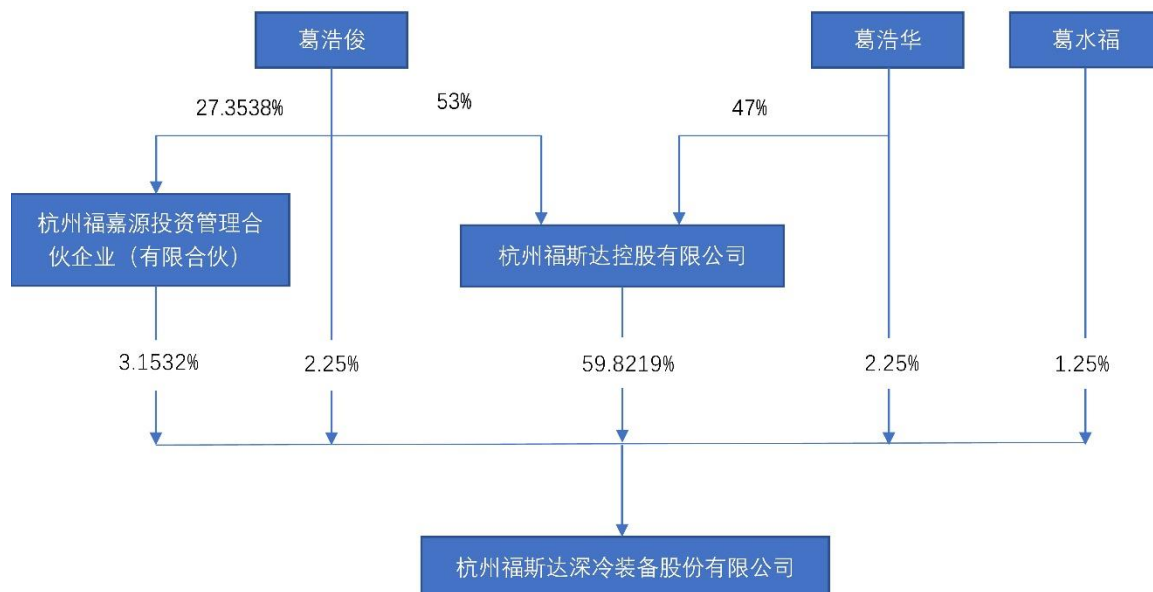 葛浩俊
葛浩华
葛水福
27.3538%
53%
47%
杭州福嘉源投资管理合
伙企业（有限合伙）
杭州福斯达控股有限公司
3.1532%
2.25%
59.8219%
2.25%
1.25%
杭州福斯达深冷装备股份有限公司